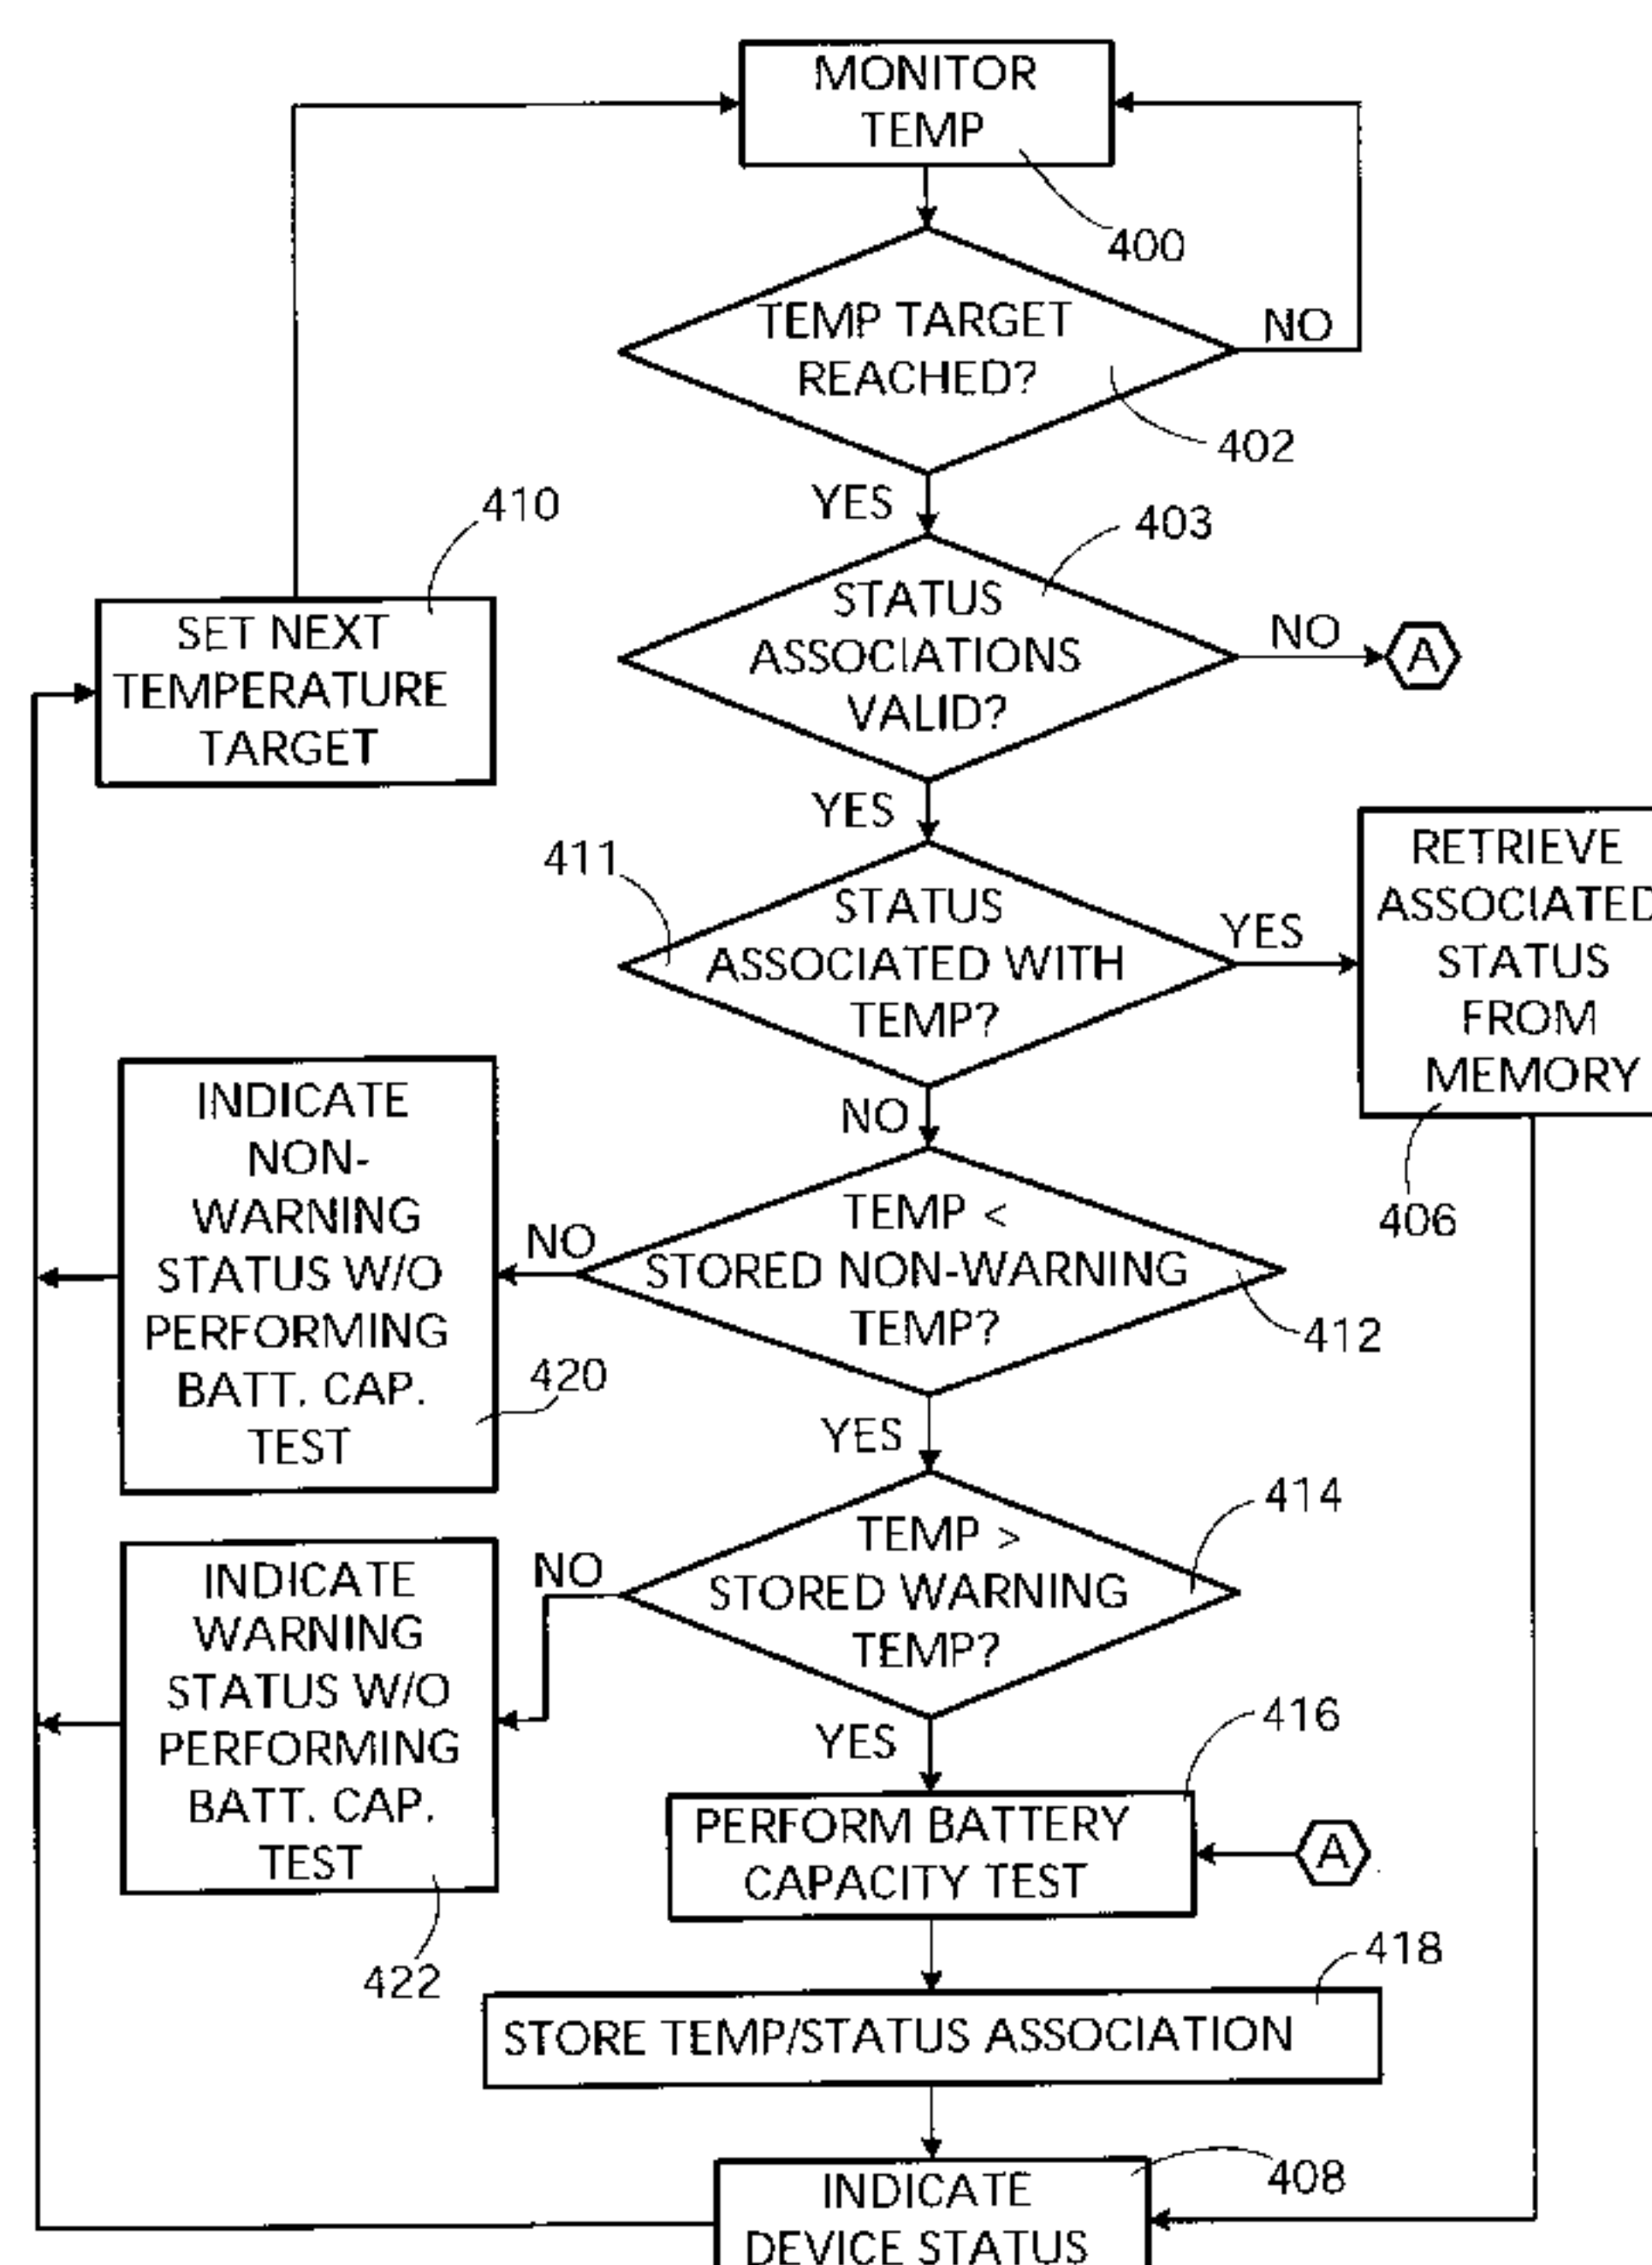 MONITOR
TEMP
400
TEMP TARGET
REACHED?
NO
402
YES
410
403
SET NEXT
TEMPERATURE
TARGET
STATUS
ASSOCIATIONS
VALID?
NO
A
YES
411
STATUS
ASSOCIATED WITH
TEMP?
YES
RETRIEVE
ASSOCIATED
STATUS
FROM
MEMORY
406
NO
INDICATE
NON-
WARNING
STATUS W/O
PERFORMING
BATT. CAP.
TEST
420
NO
TEMP <
STORED NON-WARNING
TEMP?
412
YES
414
TEMP >
STORED WARNING
TEMP?
NO
INDICATE
WARNING
STATUS W/O
PERFORMING
BATT. CAP.
TEST
422
YES
416
PERFORM BATTERY
CAPACITY TEST
A
418
STORE TEMP/STATUS ASSOCIATION
408
INDICATE
DEVICE STATUS